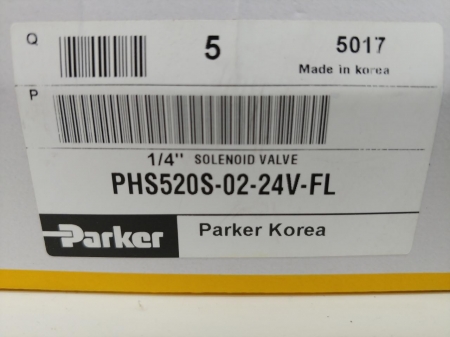 Q 5 5017
Made in korea
P
1/4" SOLENOID VALVE
PHS520S-02-24V-FL
Parker Parker Korea